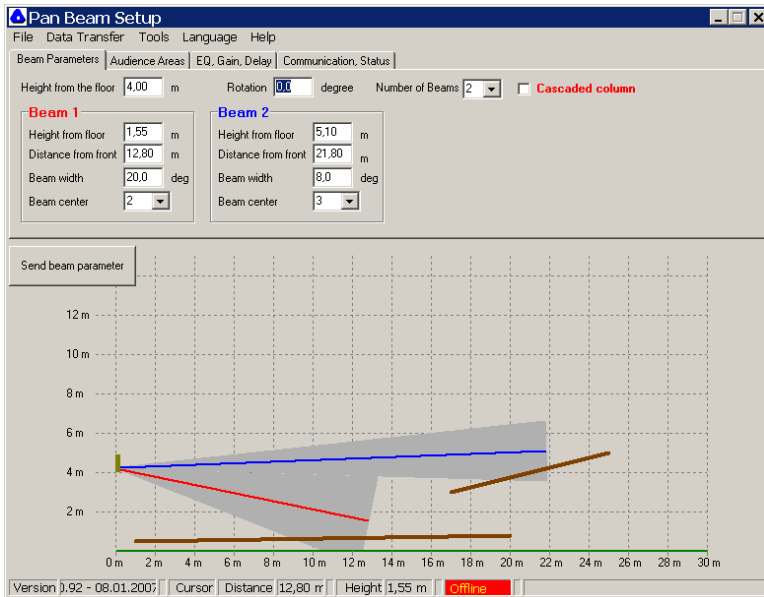 Pan Beam Setup
File Data Transfer Tools Language Help
Beam Parameters Audience Areas EQ, Gain, Delay Communication, Status
Height from the floor 4,00 m Rotation 0,0 degree Number of Beams 2 Cascaded column
Beam 1
Height from floor 1,55 m
Distance from front 12,80 m
Beam width 20,0 deg
Beam center 2
Beam 2
Height from floor 5,10 m
Distance from front 21,80 m
Beam width 8,0 deg
Beam center 3
Send beam parameter
12 m
10 m
8 m
6 m
4 m
2 m
0 m 2 m 4 m 6 m 8 m 10 m 12 m 14 m 16 m 18 m 20 m 22 m 24 m 26 m 28 m 30 m
Version 0.92 - 08.01.2007 Cursor Distance 12,80 m Height 1,55 m Offline